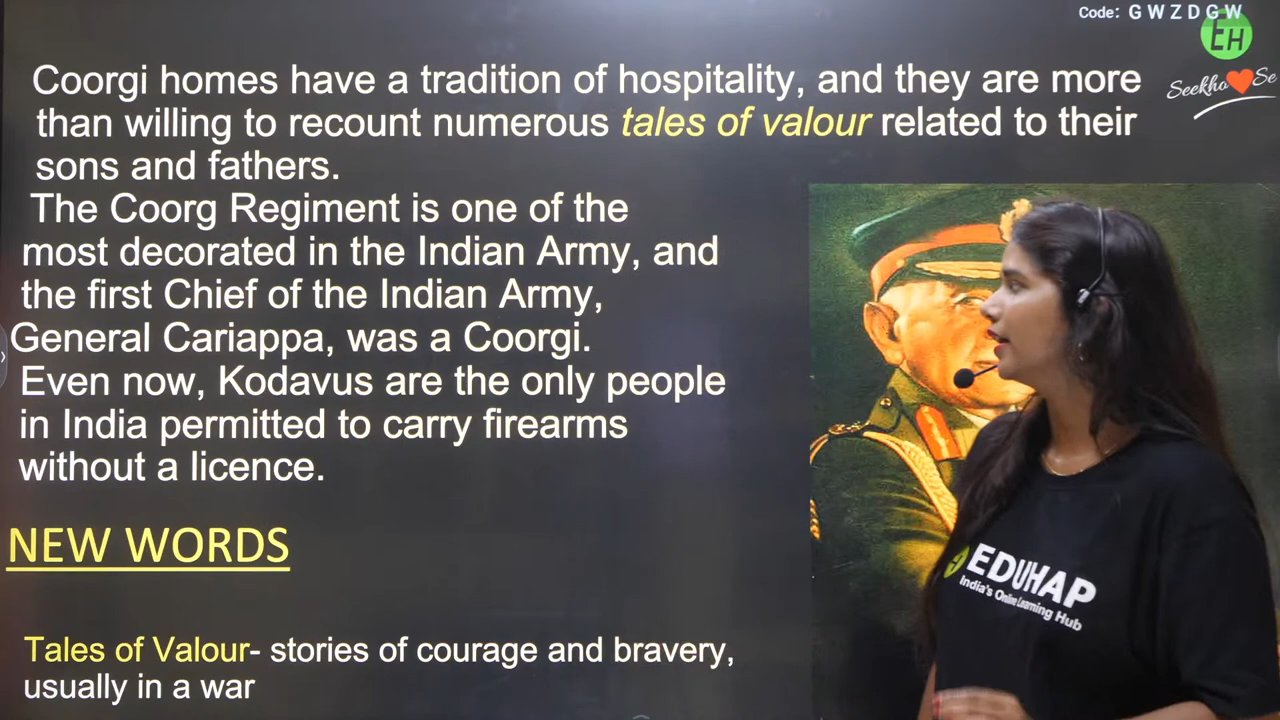 Code: G W Z D G W
EH
Seekho Se
Coorgi homes have a tradition of hospitality, and they are more
than willing to recount numerous tales of valour related to their
sons and fathers.
The Coorg Regiment is one of the
most decorated in the Indian Army, and
the first Chief of the Indian Army,
General Cariappa, was a Coorgi.
Even now, Kodavus are the only people
in India permitted to carry firearms
without a licence.
NEW WORDS
Tales of Valour- stories of courage and bravery,
usually in a war
EDUHAP
India's Online Learning Hub